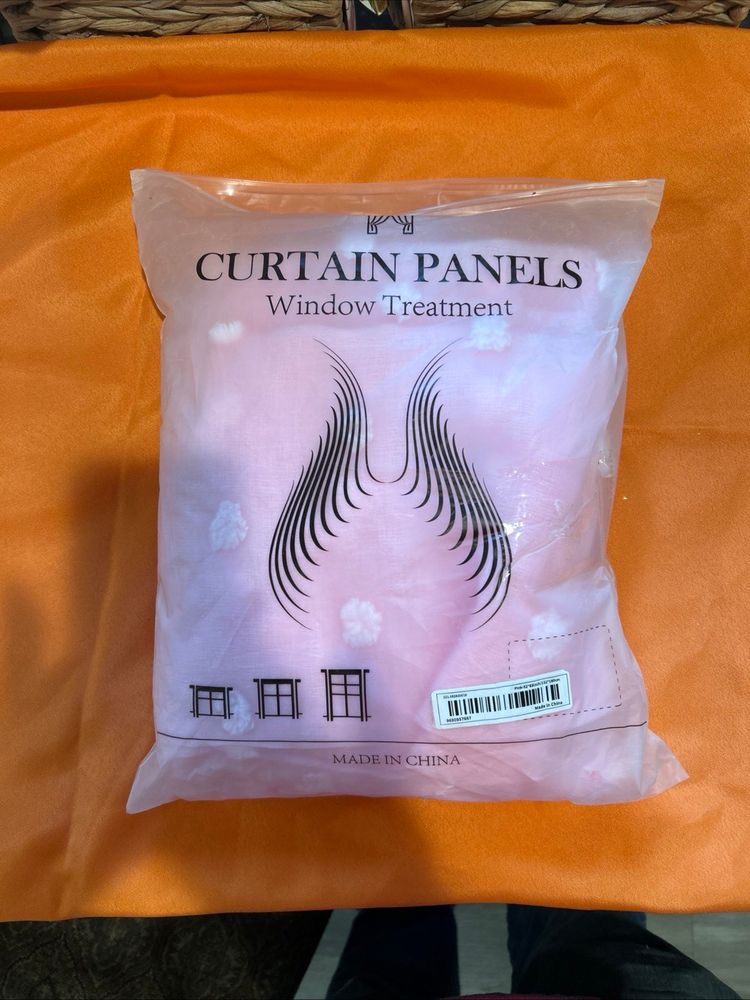 CURTAIN PANELS
Window Treatment
Made in China
MADE IN CHINA